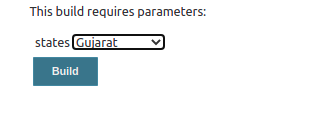 This build requires parameters:
states Gujarat
Build